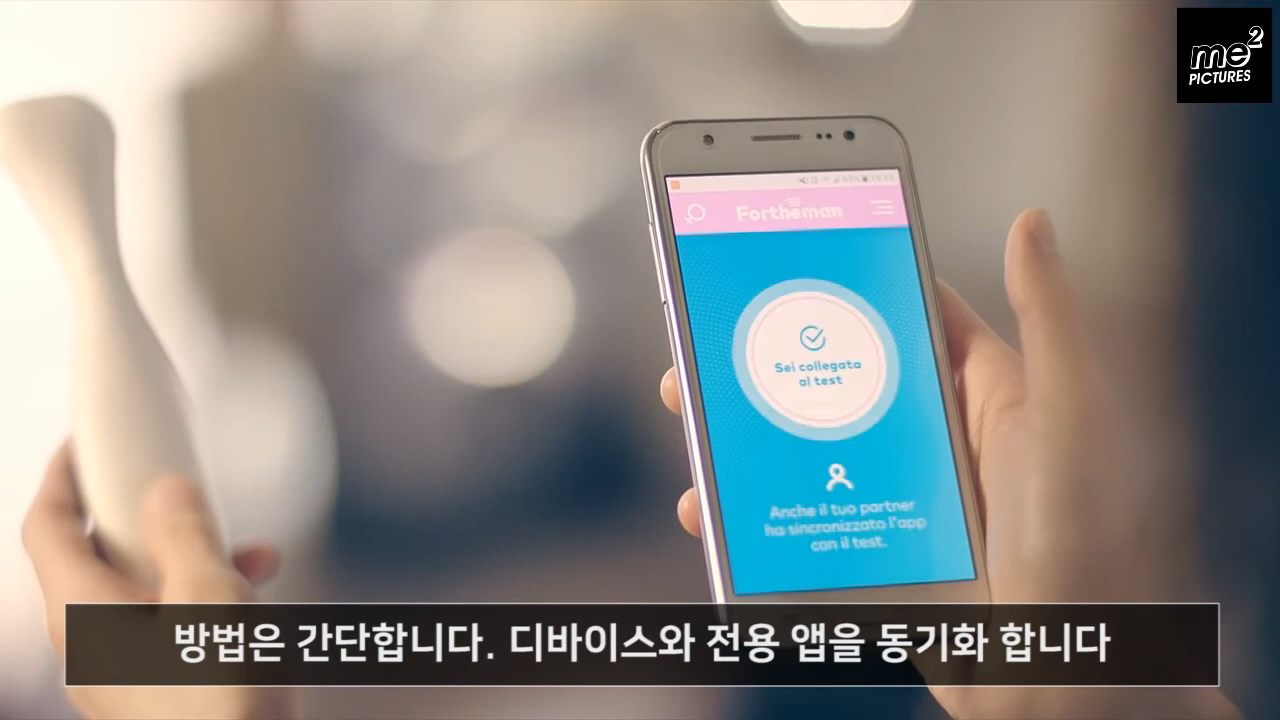 me2
PICTURES
Fortheman
Sei collegata
al test
Anche il tuo partner
ha sincronizzato l'app
con il test.
방법은 간단합니다. 디바이스와 전용 앱을 동기화 합니다